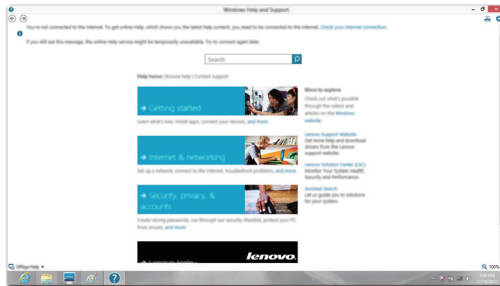 Windows Help and Support
You're not connected to the Internet. To get online help, which shows you the latest help content, you need to be connected to the Internet. Check your Internet connection.
If you still see this message, the online help service might be temporarily unavailable. Try to connect again later.
Search
Help home | Browse help | Contact support
Getting started
Learn what's new, install apps, connect your devices, and more.
Internet & networking
Set up a network, connect to the Internet, troubleshoot problems, and more.
Security, privacy, & accounts
Create strong passwords, run through our security checklist, protect your PC from viruses, and more.
lenovo
More to explore
Check out what's possible
through the videos and
articles on the Windows
website.
Lenovo Support Website
Get more help and download
drivers from the Lenovo
support website.
Lenovo Solution Center (LSC)
Monitor Your System Health,
Security and Performance.
Assisted Search
Let us guide you to solutions
for your system.
Offline Help
100%